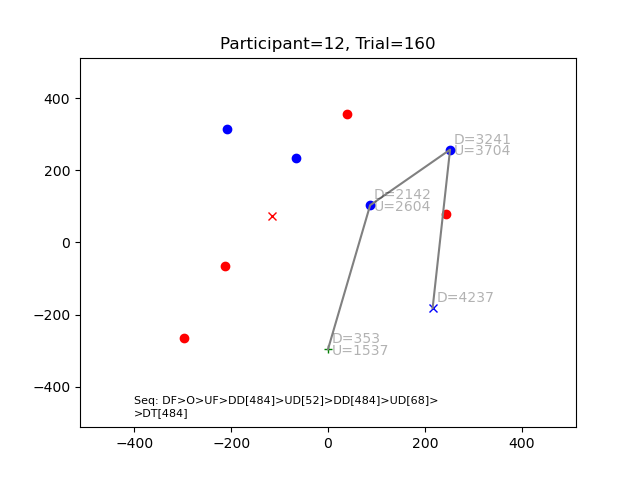 Participant=12, Trial=160
400
200
0
−200
−400
D=3241
U=3704
D=2142
U=2604
D=4237
D=353
U=1537
Seq: DF>O>UF>DD[484]>UD[52]>DD[484]>UD[68]>
>DT[484]
−400
−200
0
200
400